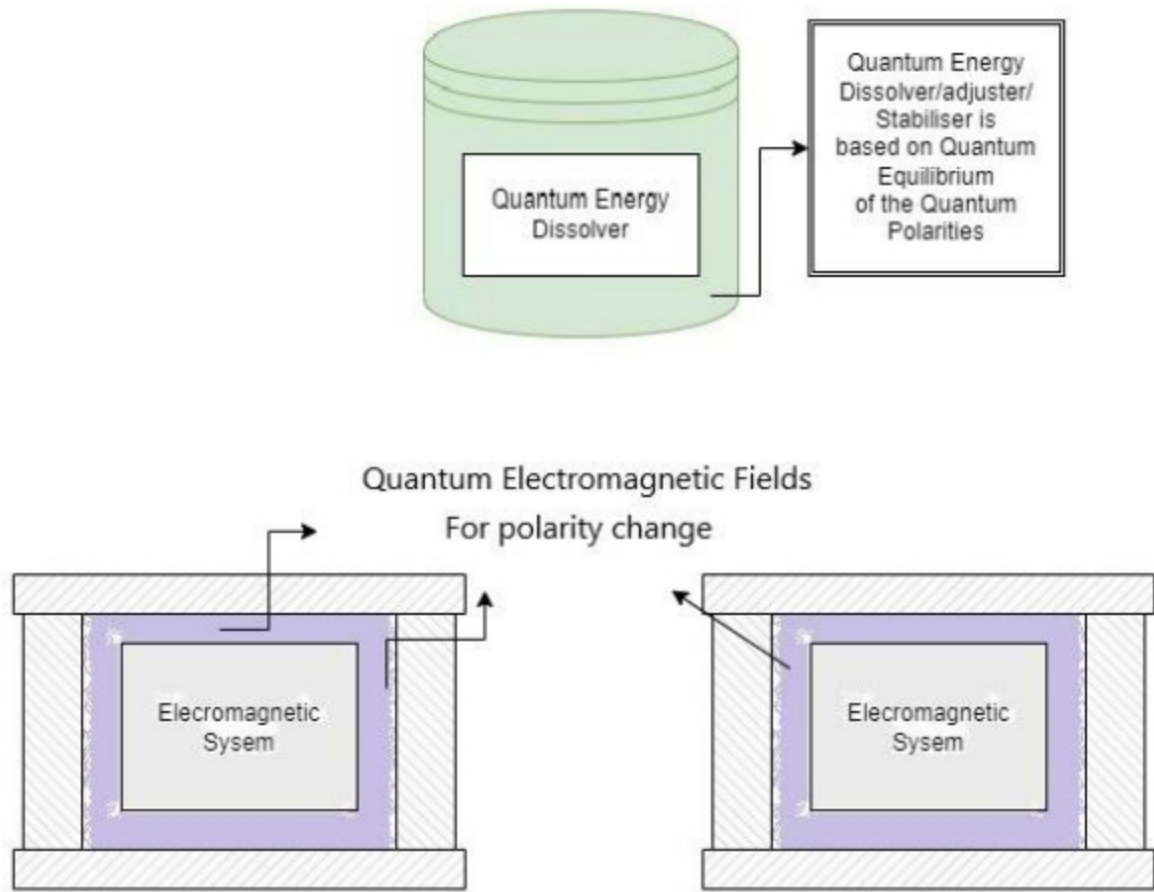 Quantum Energy
Dissolver
Quantum Energy
Dissolver/adjuster/
Stabiliser is
based on Quantum
Equilibrium
of the Quantum
Polarities
Quantum Electromagnetic Fields
For polarity change
Elecromagnetic
Sysem
Elecromagnetic
Sysem